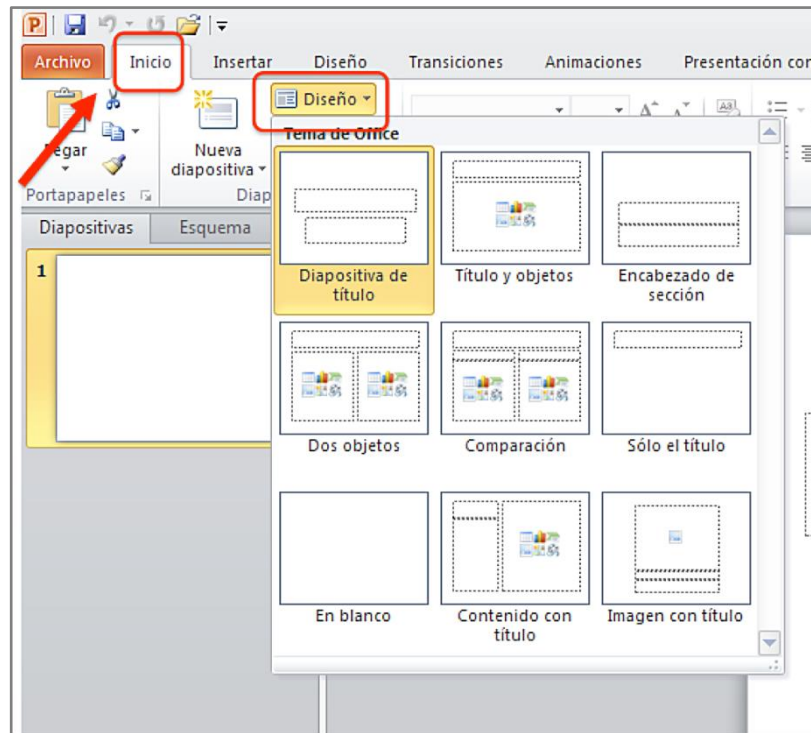 Archivo Inicio Insertar Diseño Transiciones Animaciones Presentación con
Diseño
Pegar
Nueva
diapositiva
Portapapeles Diap
Tema de Office
Diapositivas Esquema
1
Diapositiva de
título
Título y objetos
Encabezado de
sección
Dos objetos
Comparación
Sólo el título
En blanco
Contenido con
título
Imagen con título